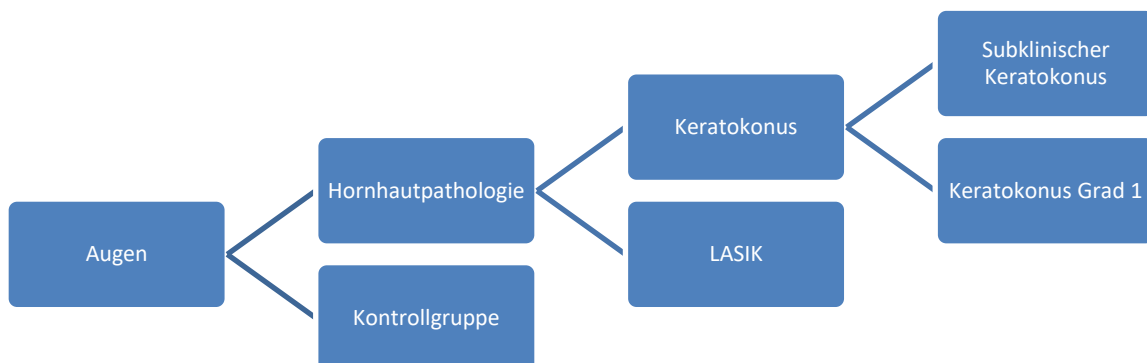 Augen
Hornhautpathologie
Kontrollgruppe
Keratokonus
LASIK
Subklinischer
Keratokonus
Keratokonus Grad 1